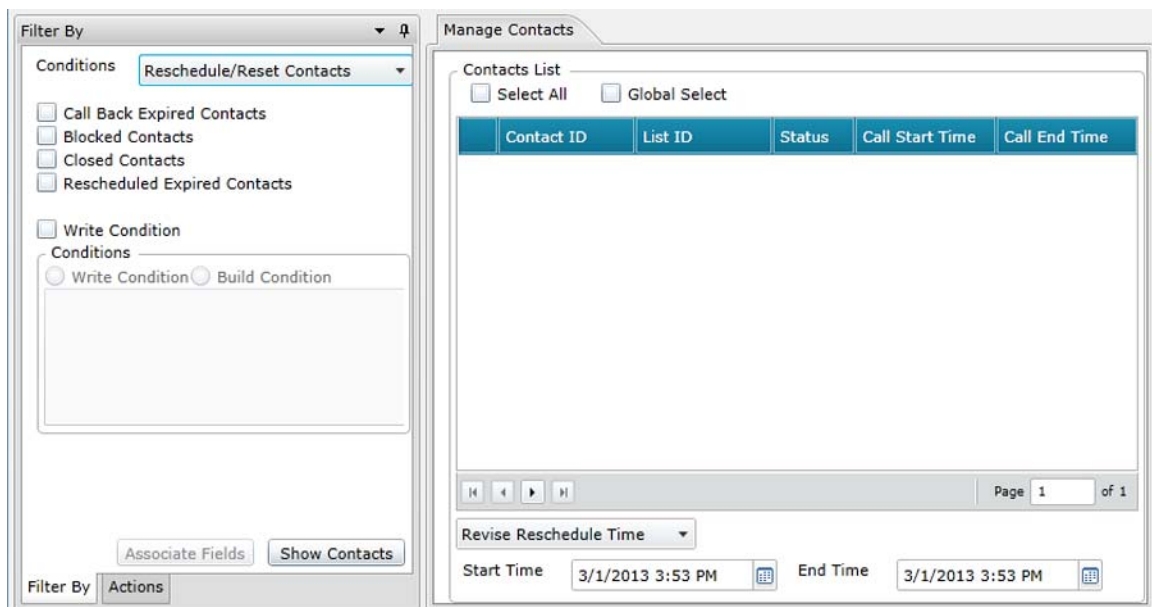 Filter By
Conditions
Reschedule/Reset Contacts
Call Back Expired Contacts
Blocked Contacts
Closed Contacts
Rescheduled Expired Contacts
Write Condition
Conditions
Write Condition
Build Condition
Associate Fields
Show Contacts
Filter By
Actions
Manage Contacts
Contacts List
Select All
Global Select
Contact ID
List ID
Status
Call Start Time
Call End Time
Page 1 of 1
Revise Reschedule Time
Start Time
3/1/2013 3:53 PM
End Time
3/1/2013 3:53 PM